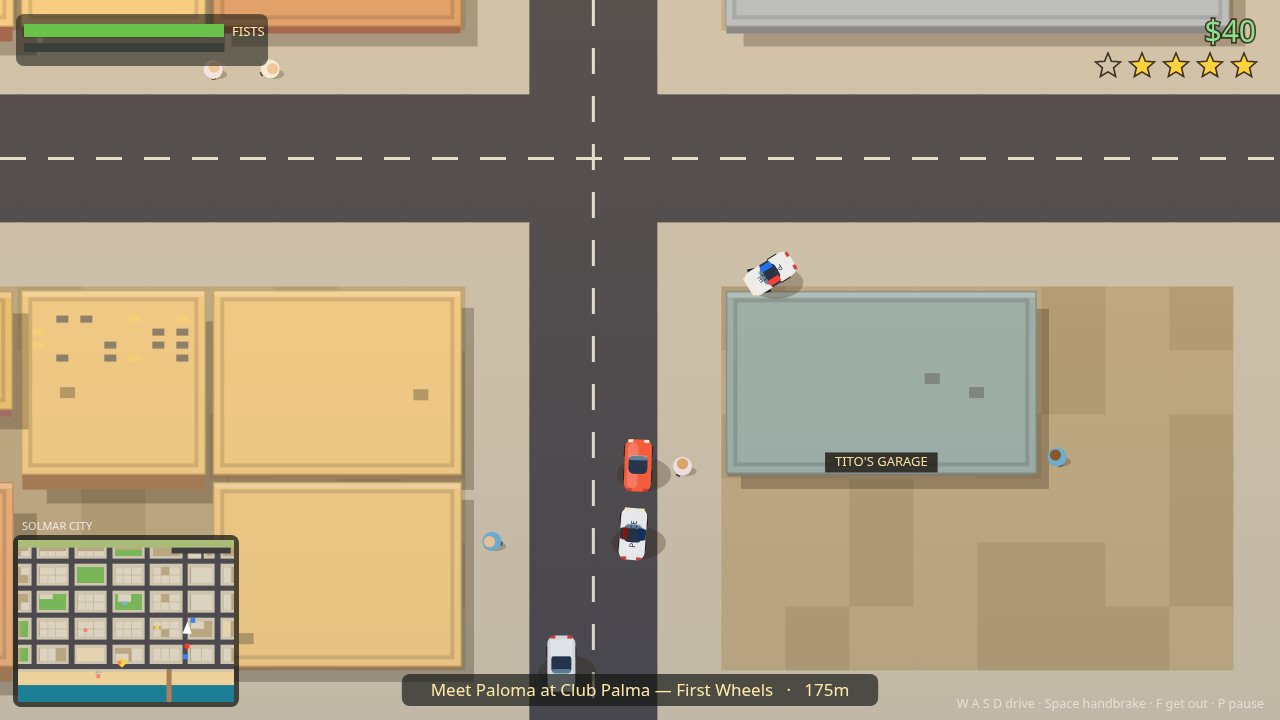 FISTS
$40
TITO'S GARAGE
SOLMAR CITY
Meet Paloma at Club Palma — First Wheels · 175m
W A S D drive · Space handbrake · F get out · P pause